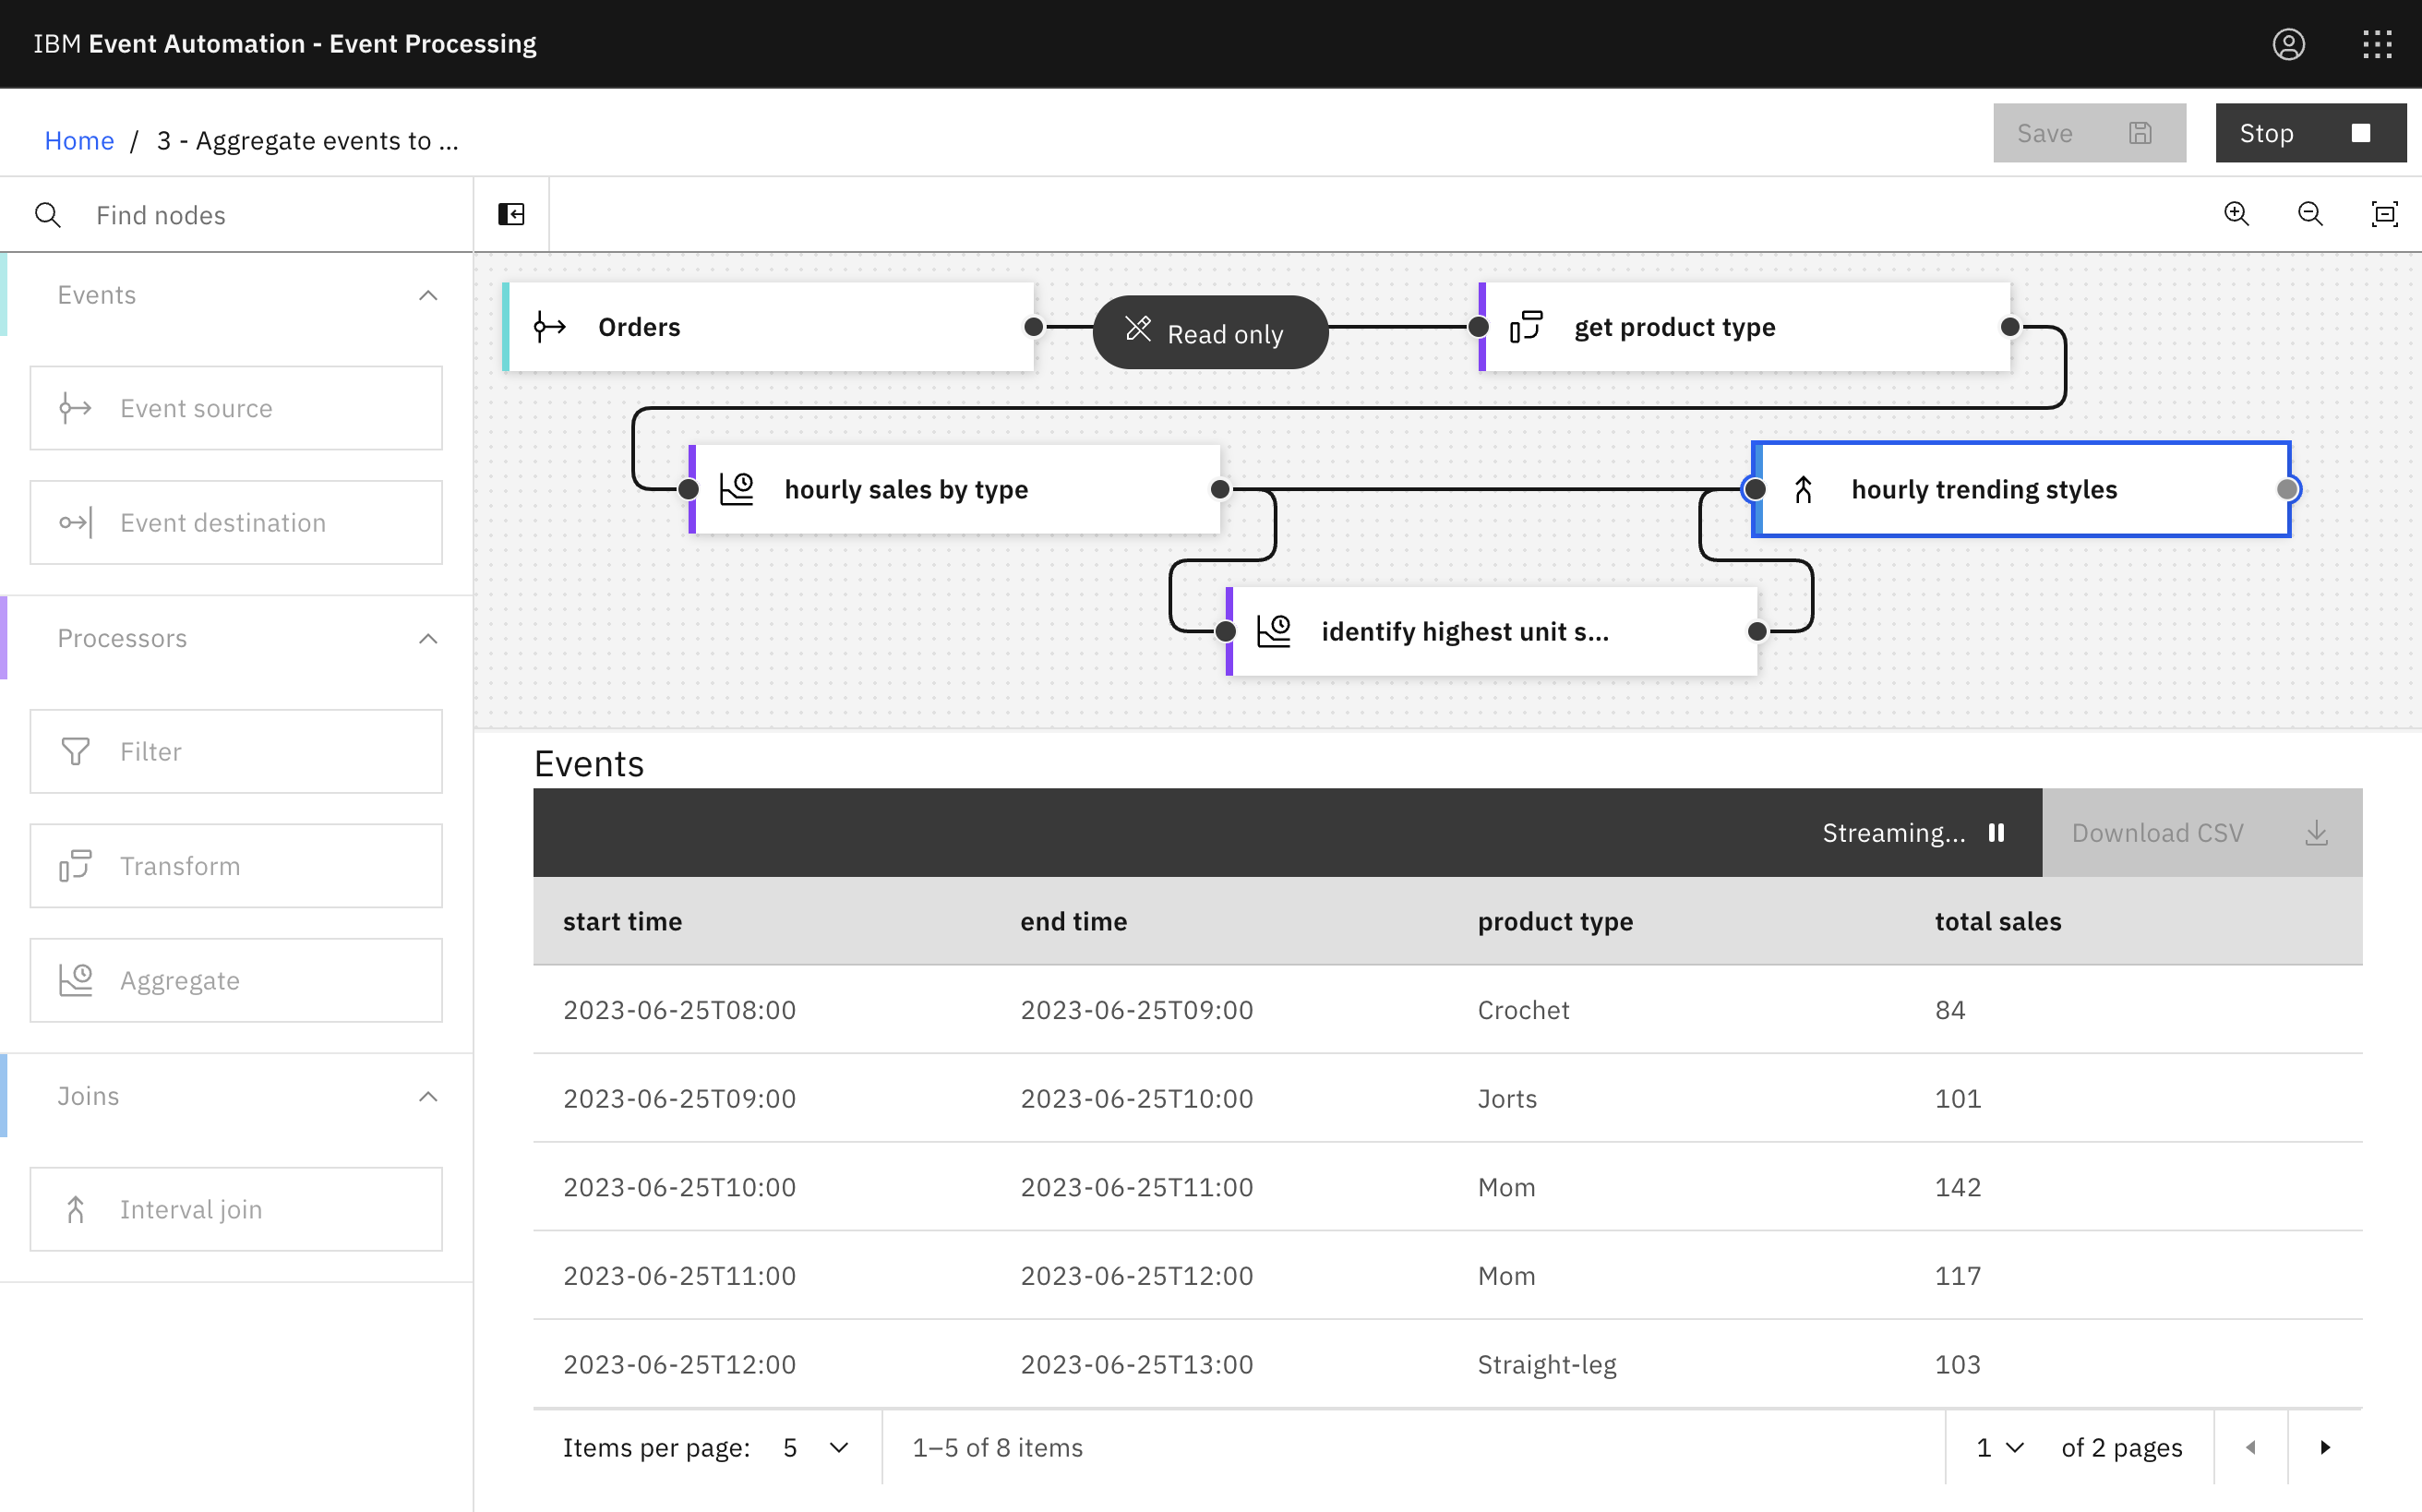 IBM Event Automation - Event Processing
Home / 3 - Aggregate events to ...
Save
Stop
Find nodes
Events
Event source
Event destination
Processors
Filter
Transform
Aggregate
Joins
Interval join
Orders
Read only
get product type
hourly sales by type
hourly trending styles
identify highest unit s...
Events
Streaming...
Download CSV
start time end time product type total sales
2023-06-25T08:00 2023-06-25T09:00 Crochet 84
2023-06-25T09:00 2023-06-25T10:00 Jorts 101
2023-06-25T10:00 2023-06-25T11:00 Mom 142
2023-06-25T11:00 2023-06-25T12:00 Mom 117
2023-06-25T12:00 2023-06-25T13:00 Straight-leg 103
Items per page: 5 1–5 of 8 items 1 of 2 pages